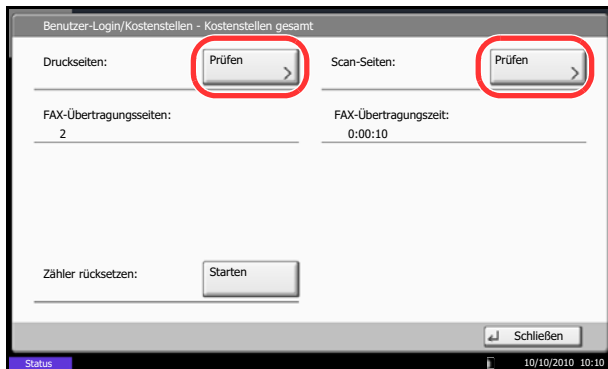 Benutzer-Login/Kostenstellen - Kostenstellen gesamt
Druckseiten: Prüfen Scan-Seiten: Prüfen
FAX-Übertragungsseiten: FAX-Übertragungszeit:
2 0:00:10
Zähler rücksetzen: Starten
Schließen
Status 10/10/2010 10:10